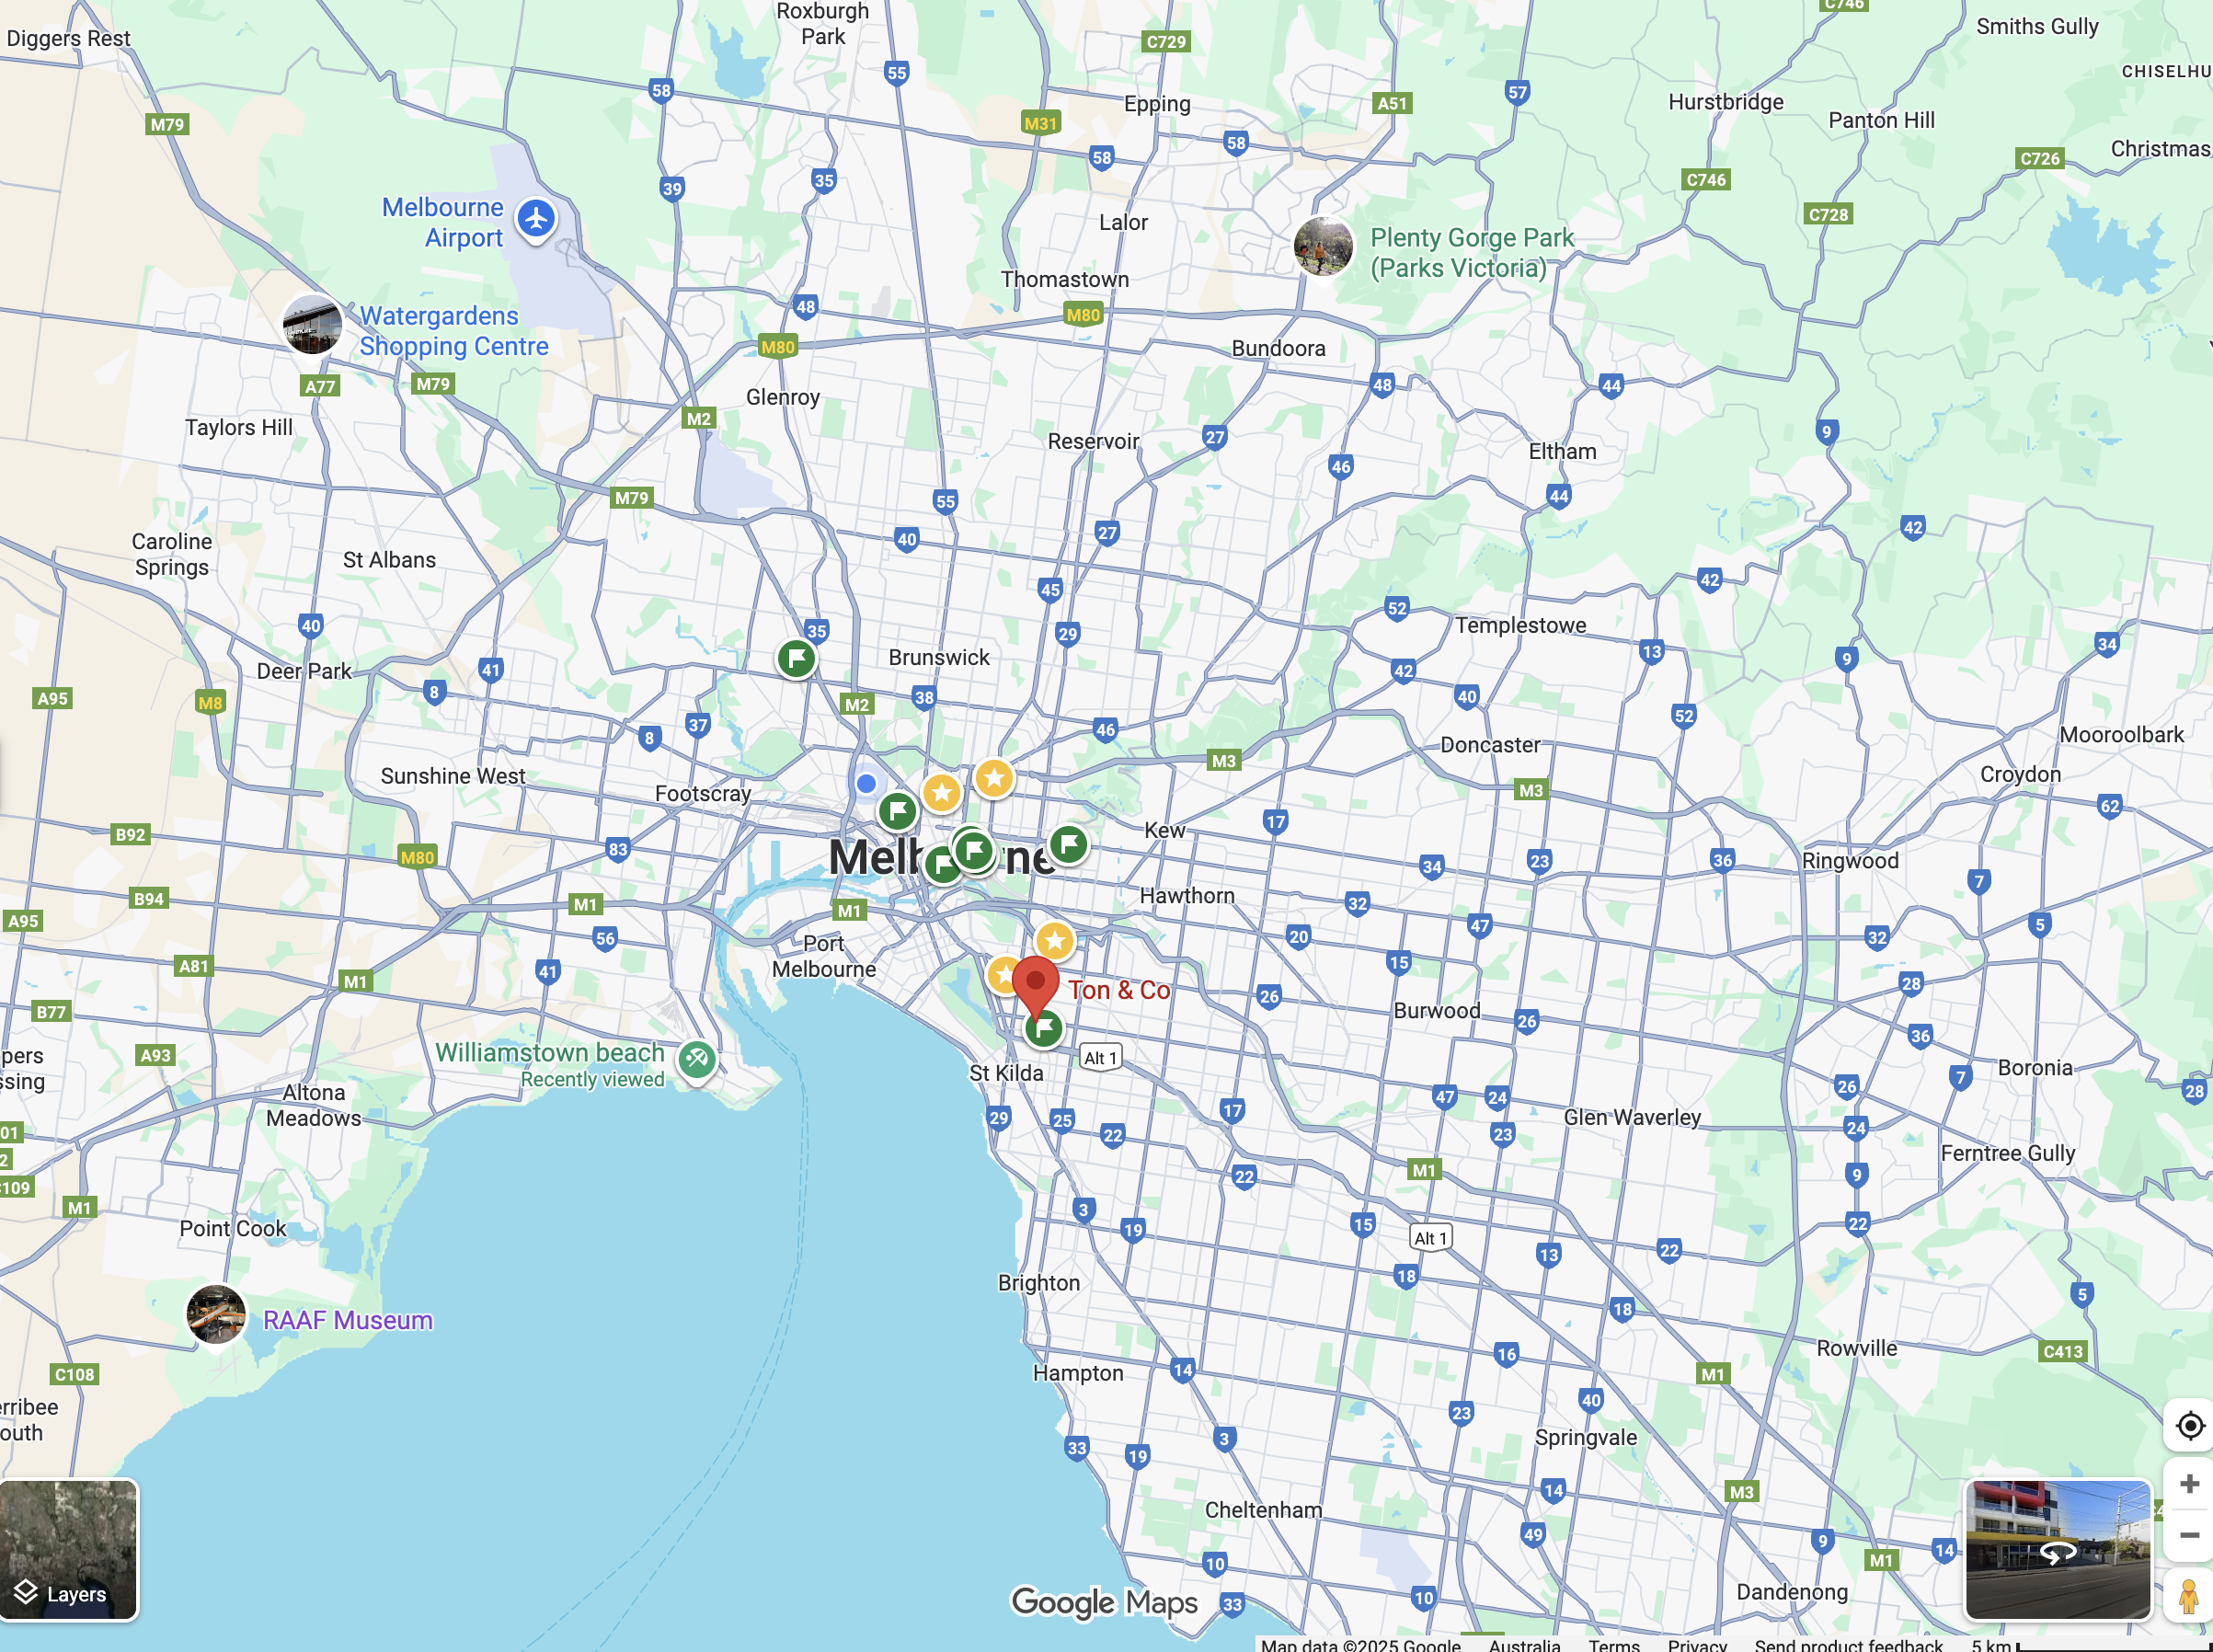 Roxburgh
Park
C746
Smiths Gully
Diggers Rest
C729
CHISELHU
55
58
Epping
A51
57
Hurstbridge
M79
M31
Panton Hill
58
58
C726
Christmas
39
35
C746
Melbourne
Airport
Lalor
C728
Plenty Gorge Park
(Parks Victoria)
Thomastown
48
M80
Watergardens
Shopping Centre
M80
Bundoora
A77
M79
48
44
Glenroy
M2
Taylors Hill
Reservoir
27
9
Eltham
46
M79
55
44
Caroline
Springs
40
27
42
St Albans
45
42
40
35
29
52
Templestowe
34
Deer Park
41
Brunswick
13
9
42
A95
M8
8
M2
38
40
52
37
46
8
Mooroolbark
Doncaster
Sunshine West
M3
Croydon
Footscray
M3
62
B92
83
M80
Kew
17
Melb
ne
34
23
36
Ringwood
B94
7
M1
M1
Hawthorn
32
A95
56
20
47
32
5
Port
Melbourne
A81
41
M1
15
Ton & Co
28
26
B77
Burwood
26
pers
ssing
A93
Williamstown beach
Recently viewed
Alt 1
36
St Kilda
Boronia
Altona
Meadows
26
7
28
47
24
29
25
17
Glen Waverley
01
22
23
24
2
Ferntree Gully
C109
M1
22
M1
9
Point Cook
3
19
15
Alt 1
22
13
22
Brighton
18
5
RAAF Museum
18
Rowville
C413
C108
Hampton
14
16
M1
erribee
outh
23
40
33
19
3
Springvale
14
M3
Cheltenham
49
9
14
M1
10
Layers
Google Maps
33
10
Dandenong
Map data ©2025 Google Australia Terms Privacy Send product feedback 5 km